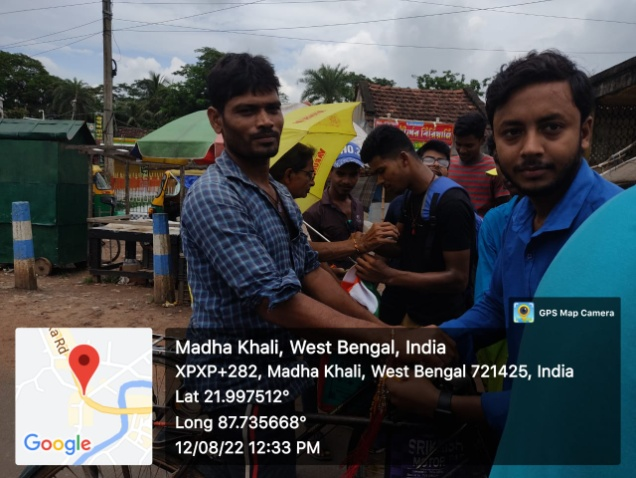 GPS Map Camera
Madha Khali, West Bengal, India
XPXP+282, Madha Khali, West Bengal 721425, India
Lat 21.997512°
Long 87.735668°
12/08/22 12:33 PM
Google